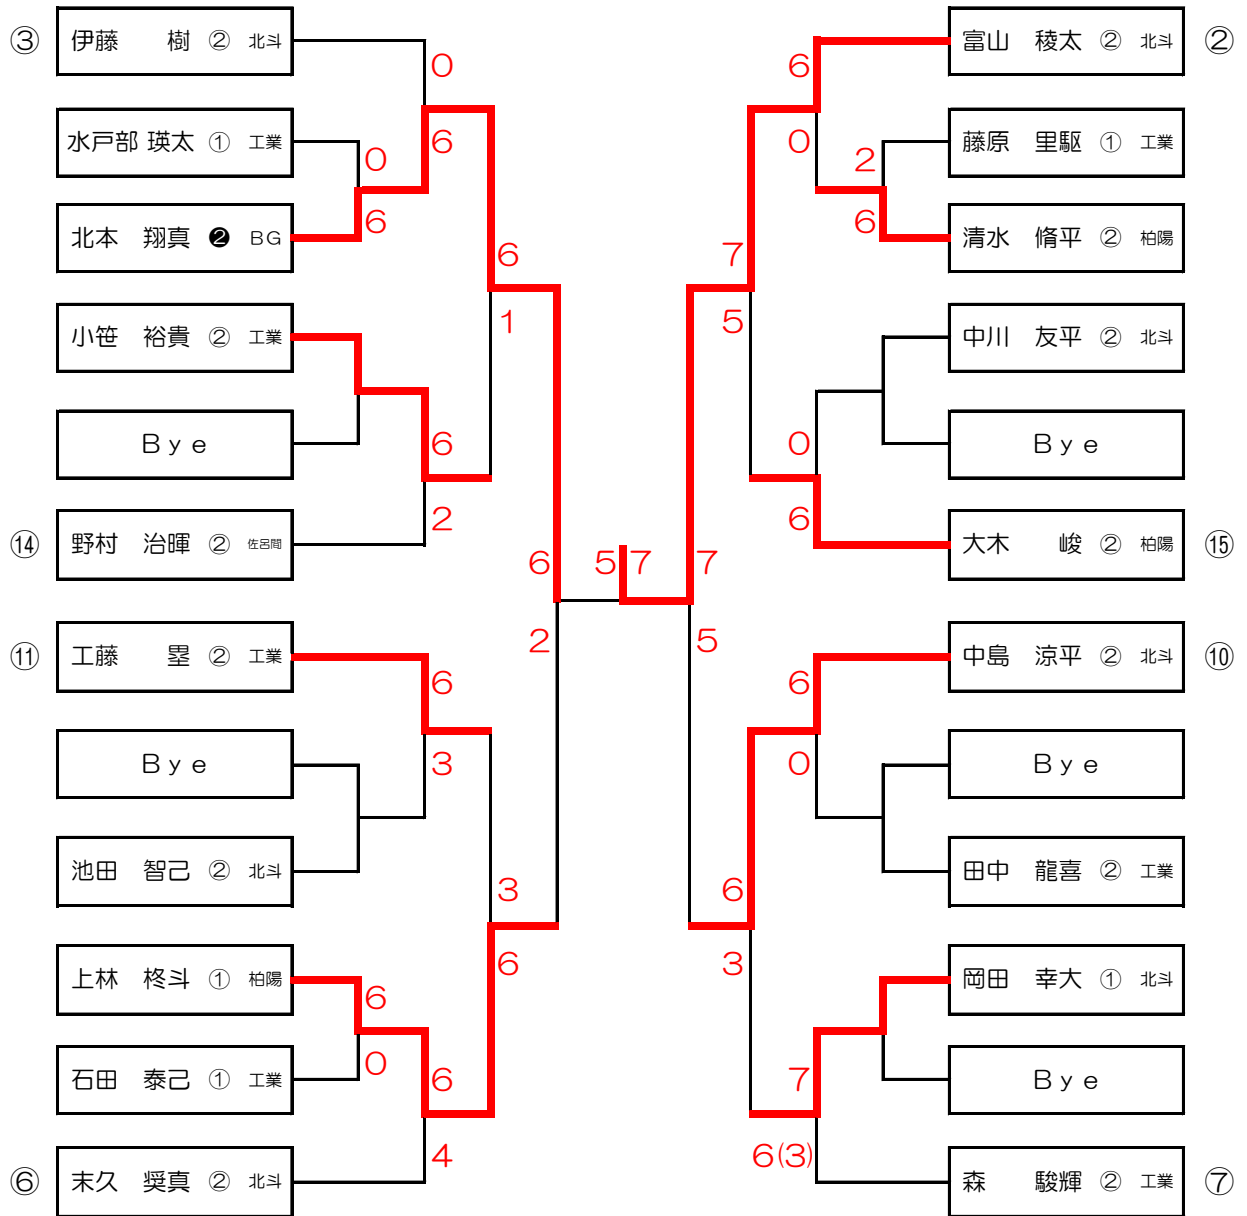 ③ 伊藤 樹 ② 北斗
0
水戸部 瑛太 ① 工業
0
6
北本 翔真 ❷ BG
6
6
小笹 裕貴 ② 工業
1
Bye
6
⑭ 野村 治暉 ② 佐呂間
2
6
2
⑪ 工藤 塁 ② 工業
6
Bye
3
池田 智己 ② 北斗
3
6
上林 柊斗 ① 柏陽
6
石田 泰己 ① 工業
0
6
⑥ 末久 奨真 ② 北斗
4
5 7
富山 稜太 ② 北斗 ②
6
藤原 里駆 ① 工業
0
2
清水 脩平 ② 柏陽
6
7
中川 友平 ② 北斗
5
Bye
0
大木 峻 ② 柏陽 ⑮
6
7
5
中島 涼平 ② 北斗 ⑩
6
Bye
0
田中 龍喜 ② 工業
6
3
岡田 幸大 ① 北斗
Bye
7
森 駿輝 ② 工業 ⑦
6(3)